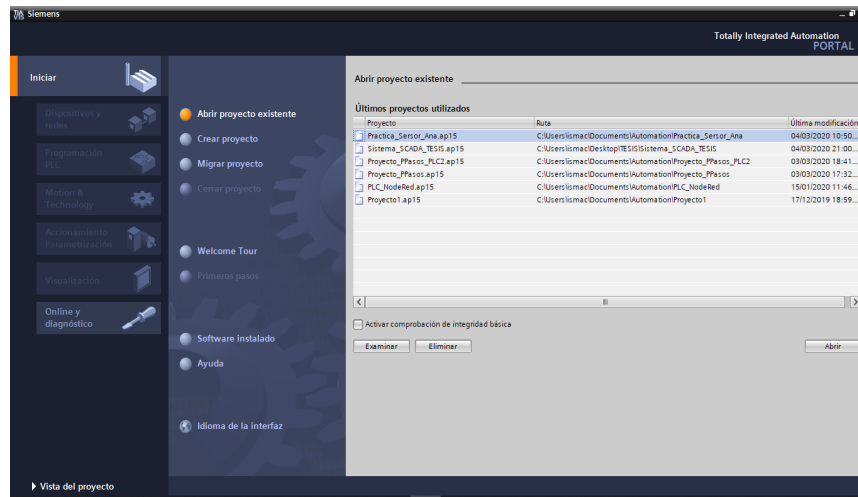 Siemens
Totally Integrated Automation
PORTAL
Iniciar
Dispositivos y
redes
Programación
PLC
Motion &
Technology
Accionamiento
Parametrización
Visualización
Online y
diagnóstico
Abrir proyecto existente
Crear proyecto
Migrar proyecto
Cerrar proyecto
Welcome Tour
Primeros pasos
Software instalado
Ayuda
Idioma de la interfaz
Abrir proyecto existente
Últimos proyectos utilizados
Proyecto Ruta Última modificación
Practica_Sersor_Ana.ap15 C:\Users\ismac\Documents\Automation\Practica_Sersor_Ana 04/03/2020 10:50...
Sistema_SCADA_TESIS.ap15 C:\Users\ismac\Desktop\TESIS\Sistema_SCADA_TESIS 04/03/2020 21:00...
Proyecto_PPasos_PLC2.ap15 C:\Users\ismac\Documents\Automation\Proyecto_PPasos_PLC2 03/03/2020 18:41...
Proyecto_PPasos.ap15 C:\Users\ismac\Documents\Automation\Proyecto_PPasos 03/03/2020 17:32...
PLC_NodeRed.ap15 C:\Users\ismac\Documents\Automation\PLC_NodeRed 15/01/2020 11:46...
Proyecto1.ap15 C:\Users\ismac\Documents\Automation\Proyecto1 17/12/2019 18:59...
Activar comprobación de integridad básica
Examinar Eliminar Abrir
Vista del proyecto